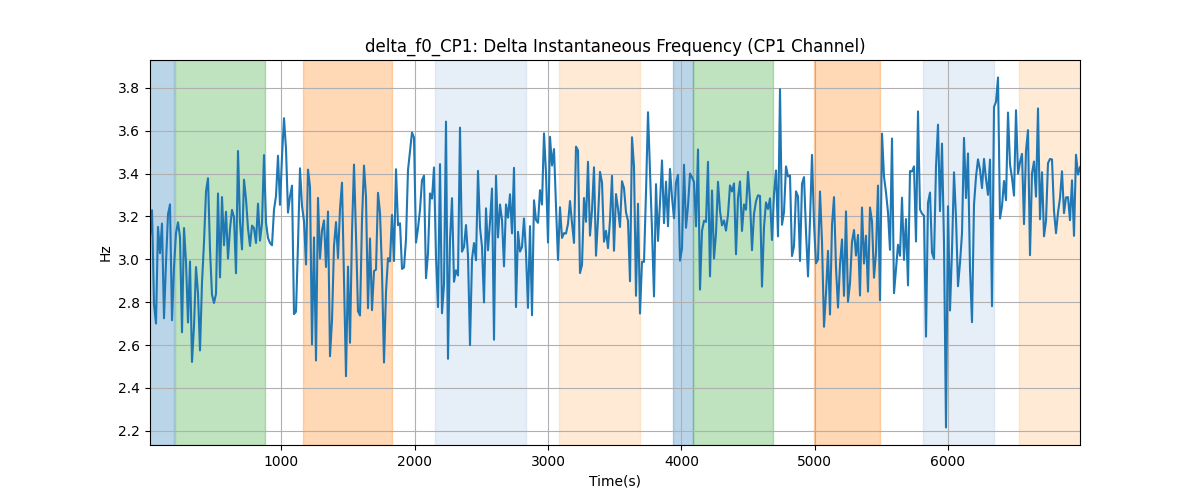 delta_f0_CP1: Delta Instantaneous Frequency (CP1 Channel)
3.8
3.6
3.4
3.2
3.0
2.8
2.6
2.4
2.2
Hz
1000 2000 3000 4000 5000 6000
Time(s)